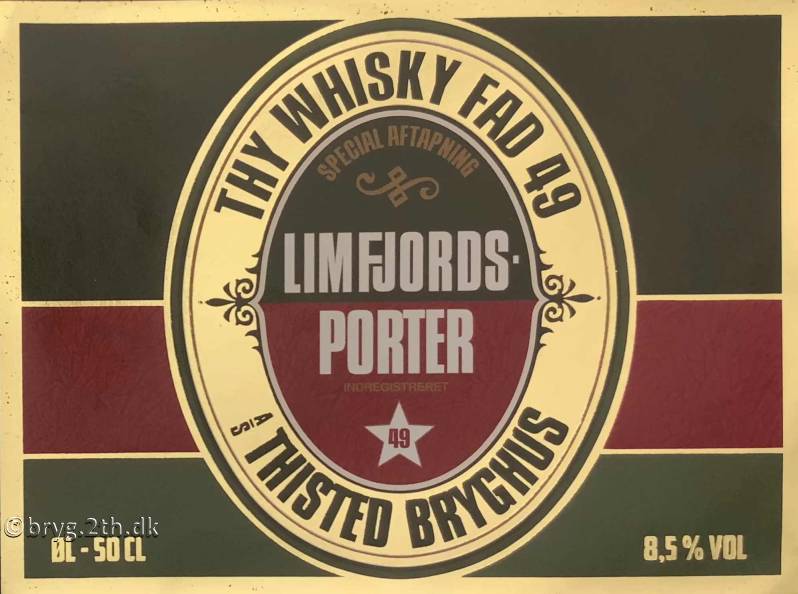 THY WHISKY FAD 49
SPECIAL AFTAPNING
LIMFJORDS-
PORTER
INDREGISTRERET
49
A/S THISTED BRYGHUS
© bryg.2th.dk
ØL - 50 CL
8,5 % VOL